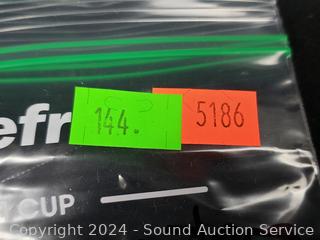 efr
144.
5186
CUP
Copyright © 2024 - Sound Auction Service